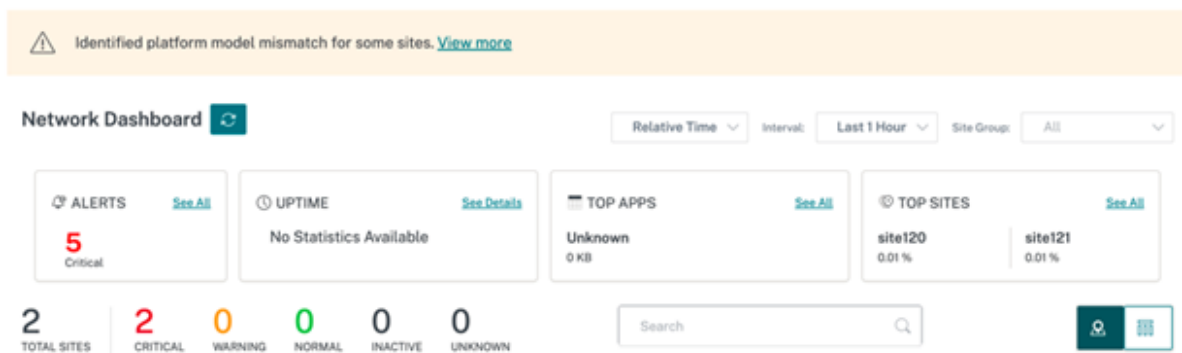 Identified platform model mismatch for some sites. View more
Network Dashboard
Relative Time Interval: Last 1 Hour Site Group: All
ALERTS See All
5
Critical
UPTIME See Details
No Statistics Available
TOP APPS See All
Unknown
0 KB
TOP SITES See All
site120 site121
0.01 % 0.01 %
2 2 0 0 0 0
TOTAL SITES CRITICAL WARNING NORMAL INACTIVE UNKNOWN
Search